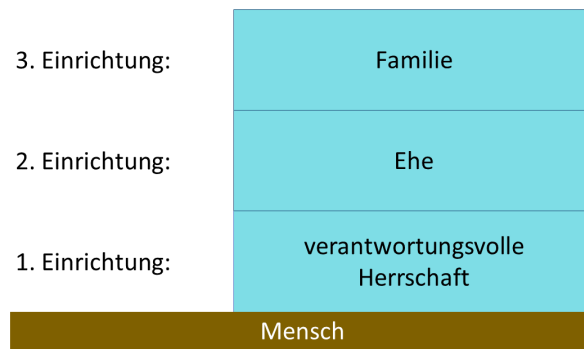 3. Einrichtung: Familie
2. Einrichtung: Ehe
1. Einrichtung: verantwortungsvolle
Herrschaft
Mensch